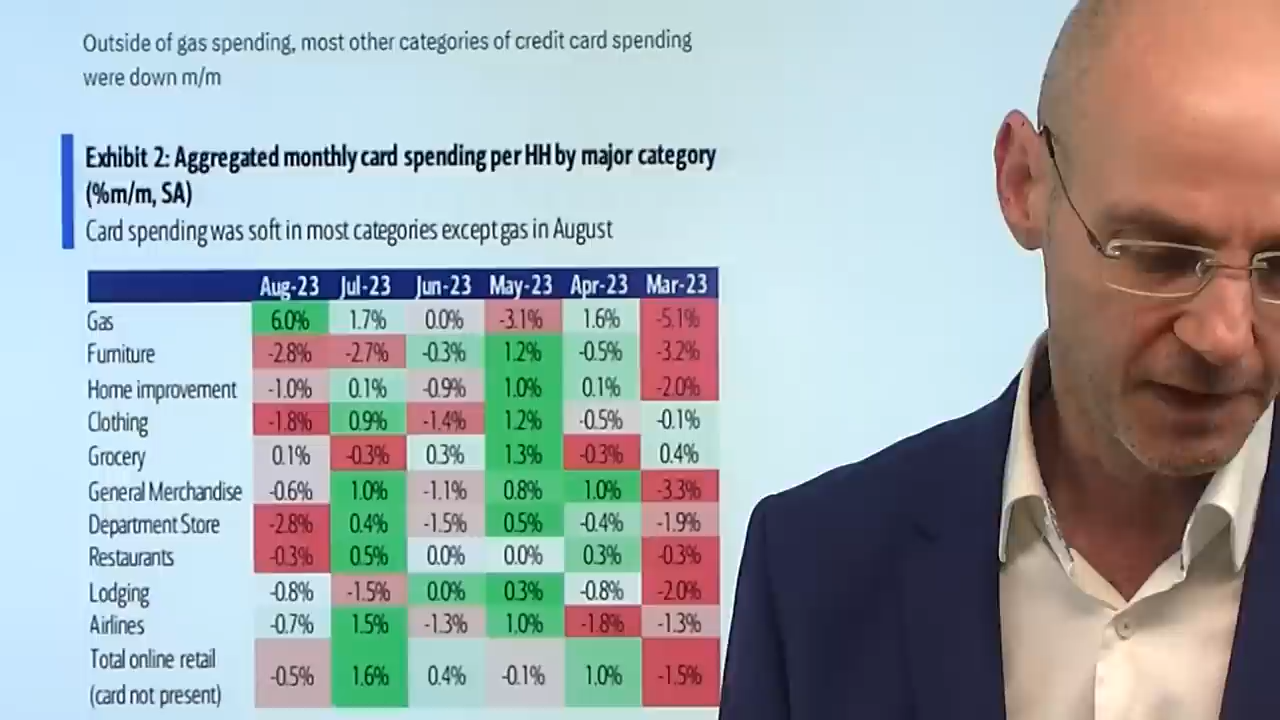 Outside of gas spending, most other categories of credit card spending
were down m/m
Exhibit 2: Aggregated monthly card spending per HH by major category
(%m/m, SA)
Card spending was soft in most categories except gas in August
Aug-23 Jul-23 Jun-23 May-23 Apr-23 Mar-23
Gas 6.0% 1.7% 0.0% -3.1% 1.6% -5.1%
Furniture -2.8% -2.7% -0.3% 1.2% -0.5% -3.2%
Home improvement -1.0% 0.1% -0.9% 1.0% 0.1% -2.0%
Clothing -1.8% 0.9% -1.4% 1.2% -0.5% -0.1%
Grocery 0.1% -0.3% 0.3% 1.3% -0.3% 0.4%
General Merchandise -0.6% 1.0% -1.1% 0.8% 1.0% -3.3%
Department Store -2.8% 0.4% -1.5% 0.5% -0.4% -1.9%
Restaurants -0.3% 0.5% 0.0% 0.0% 0.3% -0.3%
Lodging -0.8% -1.5% 0.0% 0.3% -0.8% -2.0%
Airlines -0.7% 1.5% -1.3% 1.0% -1.8% -1.3%
Total online retail
(card not present) -0.5% 1.6% 0.4% -0.1% 1.0% -1.5%